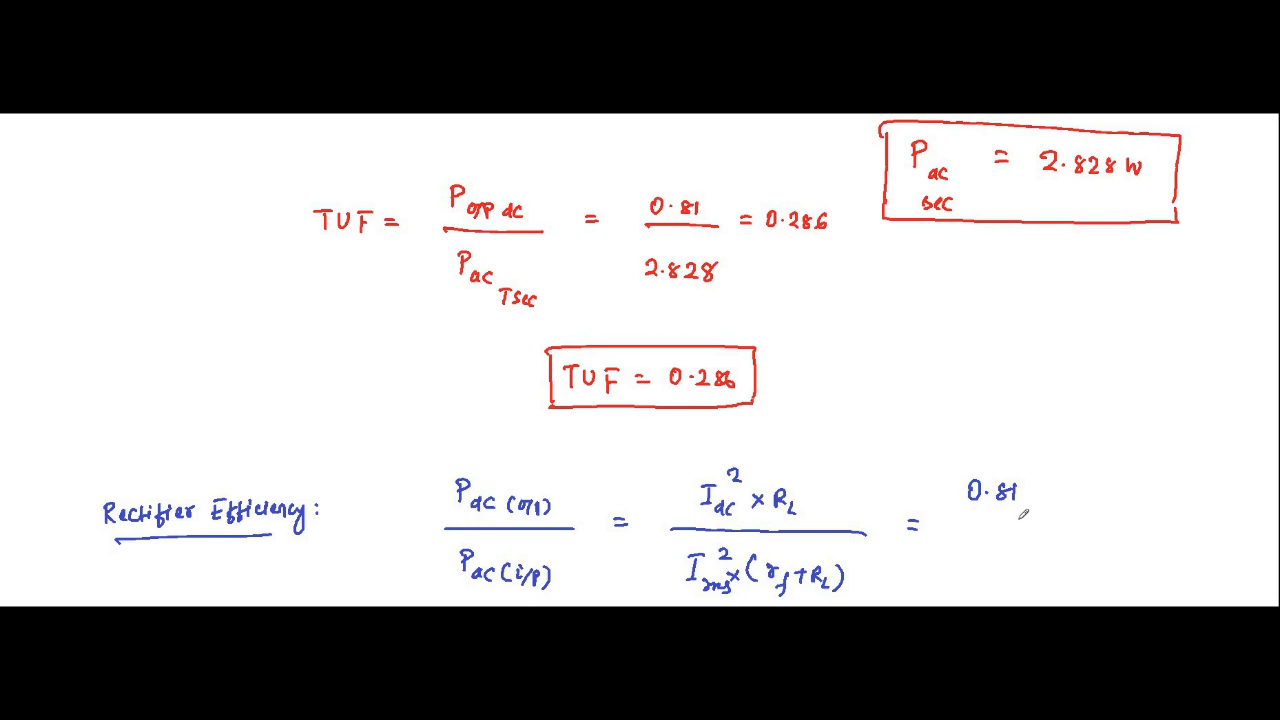 P_ac sec = 2.828 W
TUF = P_o/p dc / P_ac Tsec = 0.81 / 2.828 = 0.286
TUF = 0.286
Rectifier Efficiency: P_dc (o/p) / P_ac (i/p) = I_dc^2 × R_L / I_rms^2 × (r_f + R_L) = 0.81